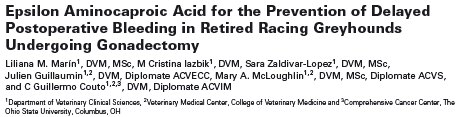 Epsilon Aminocaproic Acid for the Prevention of Delayed
Postoperative Bleeding in Retired Racing Greyhounds
Undergoing Gonadectomy
Liliana M. Marín1, DVM, MSc, M Cristina Iazbik1, DVM, Sara Zaldivar-Lopez1, DVM, MSc,
Julien Guillaumin1,2, DVM, Diplomate ACVECC, Mary A. McLoughlin1,2, DVM, MSc, Diplomate ACVS,
and C Guillermo Couto1,2,3, DVM, Diplomate ACVIM
1Department of Veterinary Clinical Sciences, 2Veterinary Medical Center, College of Veterinary Medicine and 3Comprehensive Cancer Center, The
Ohio State University, Columbus, OH